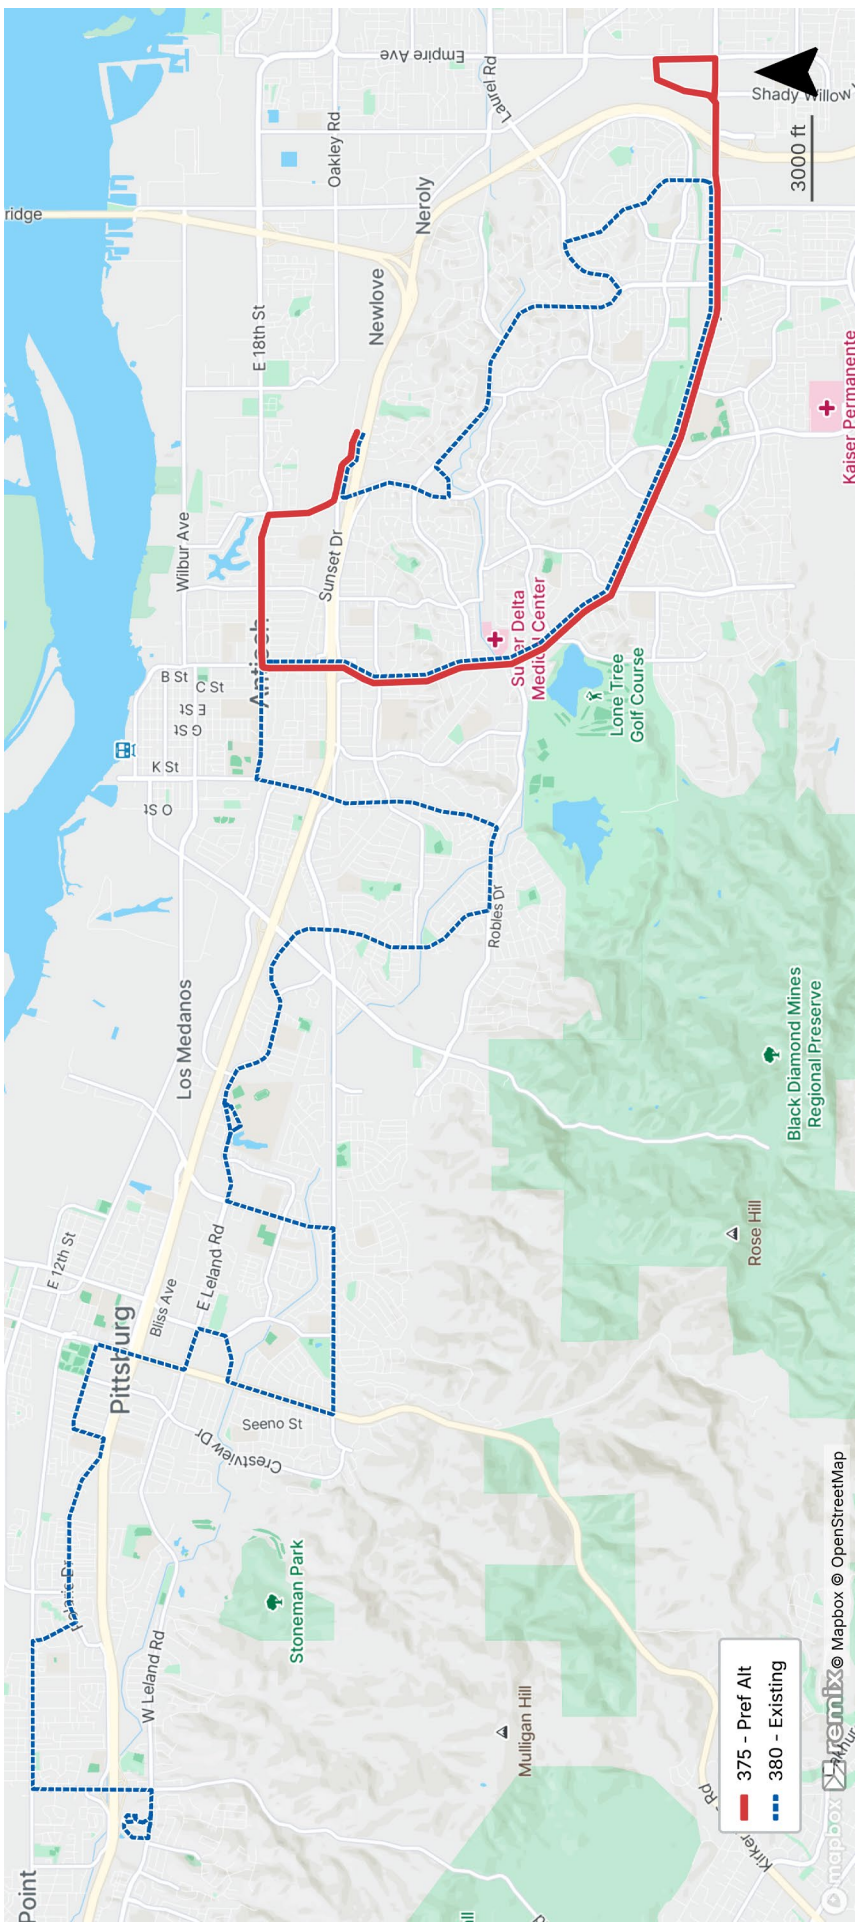 Empire Ave
Laurel Rd
Shady Willow
3000 ft
Oakley Rd
ridge
Neroly
Newlove
E 18th St
Kaiser Permanente
Wilbur Ave
Sunset Dr
Antioch
Sutter Delta
Medical Center
B St
C St
E St
G St
K St
O St
Lone Tree
Golf Course
Robles Dr
Los Medanos
Black Diamond Mines
Regional Preserve
Rose Hill
E 12th St
Bliss Ave
E Leland Rd
Pittsburg
Seeno St
Crestview Dr
Stoneman Park
W Leland Rd
Mulligan Hill
Point
Kirker
Rd
375 - Pref Alt
380 - Existing
mapbox remix © Mapbox © OpenStreetMap